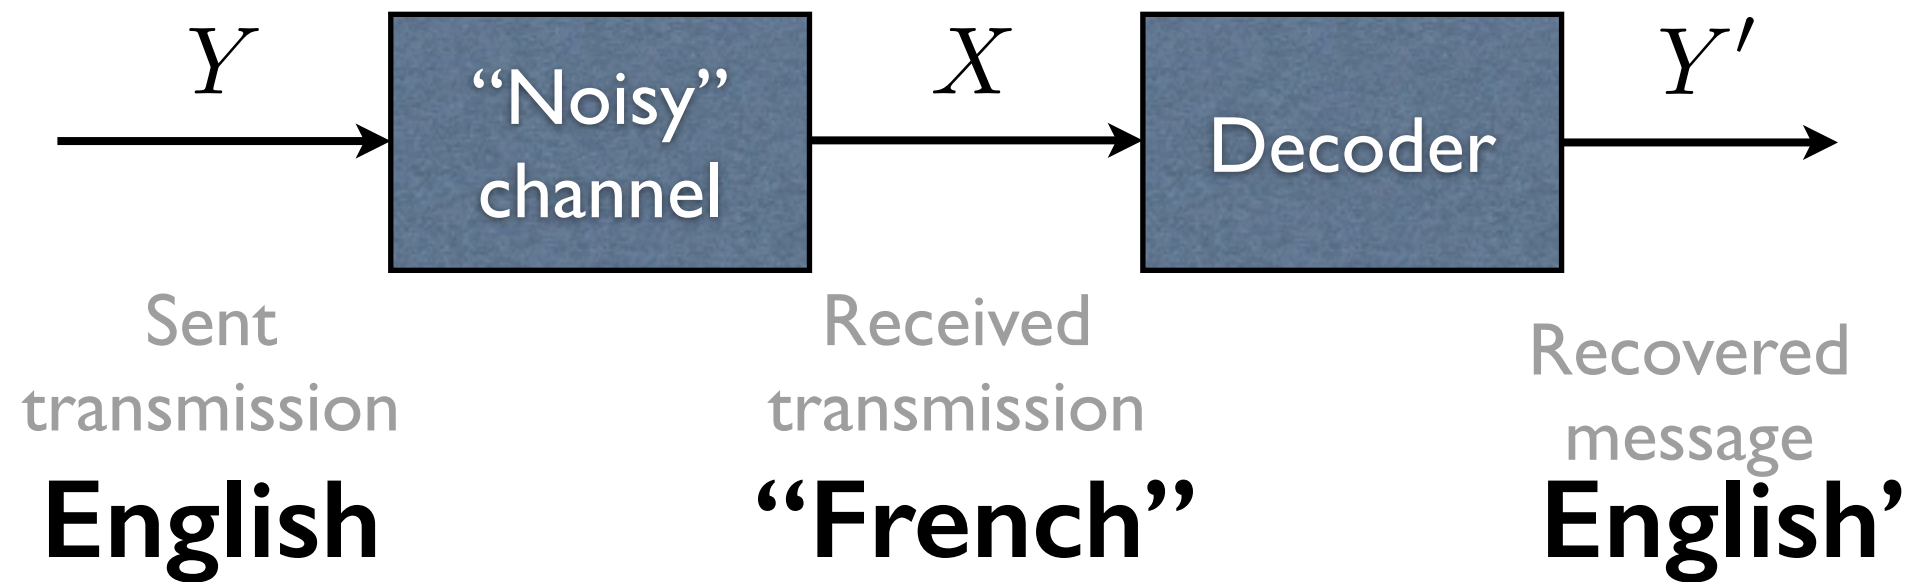 Y
“Noisy”
channel
X
Decoder
Y′
Sent
transmission
Received
transmission
Recovered
message
English
“French”
English’